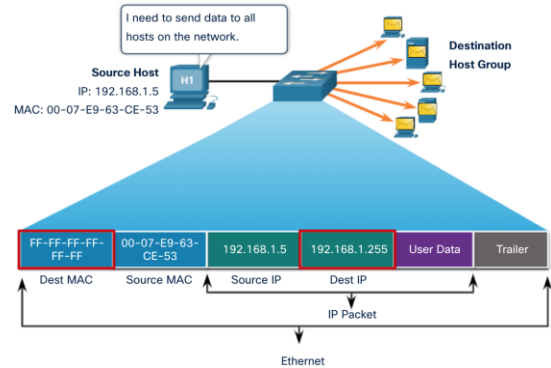 I need to send data to all
hosts on the network.
Destination
Host Group
Source Host
IP: 192.168.1.5
MAC: 00-07-E9-63-CE-53
H1
FF-FF-FF-FF-
FF-FF
00-07-E9-63-
CE-53
192.168.1.5
192.168.1.255
User Data
Trailer
Dest MAC
Source MAC
Source IP
Dest IP
IP Packet
Ethernet